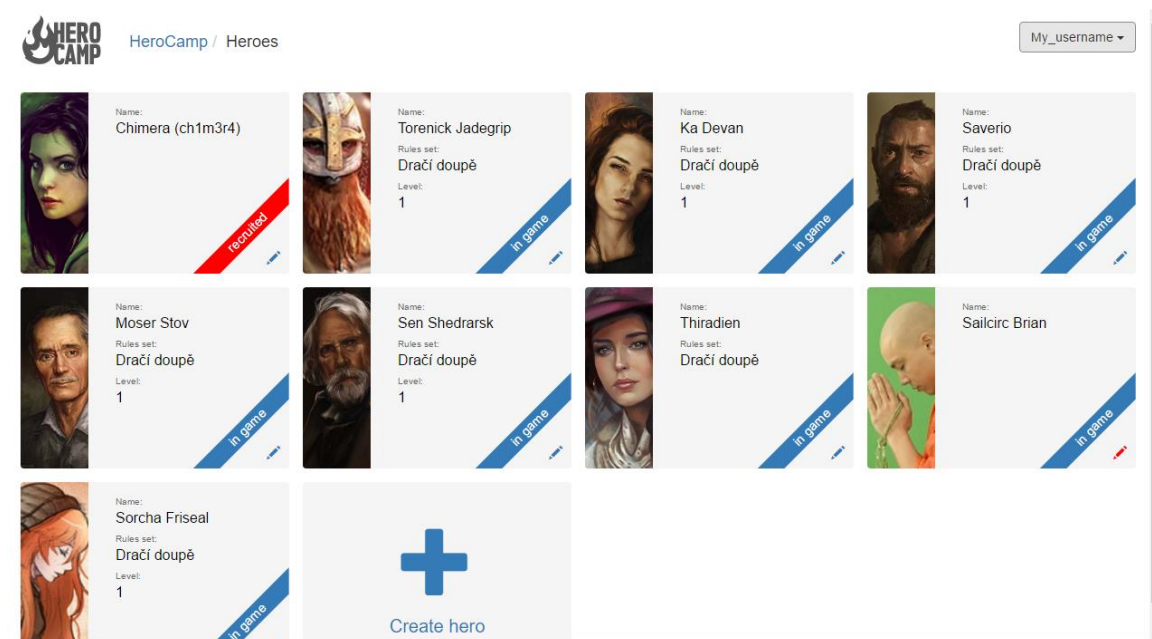 HERO
CAMP
HeroCamp / Heroes
My_username
Name:
Chimera (ch1m3r4)
recruited
Name:
Torenick Jadegrip
Rules set:
Dračí doupě
Level:
1
in game
Name:
Ka Devan
Rules set:
Dračí doupě
Level:
1
in game
Name:
Saverio
Rules set:
Dračí doupě
Level:
1
in game
Name:
Moser Stov
Rules set:
Dračí doupě
Level:
1
in game
Name:
Sen Shedrarsk
Rules set:
Dračí doupě
Level:
1
in game
Name:
Thiradien
Rules set:
Dračí doupě
in game
Name:
Sailcirc Brian
in game
Name:
Sorcha Friseal
Rules set:
Dračí doupě
Level:
1
in game
Create hero